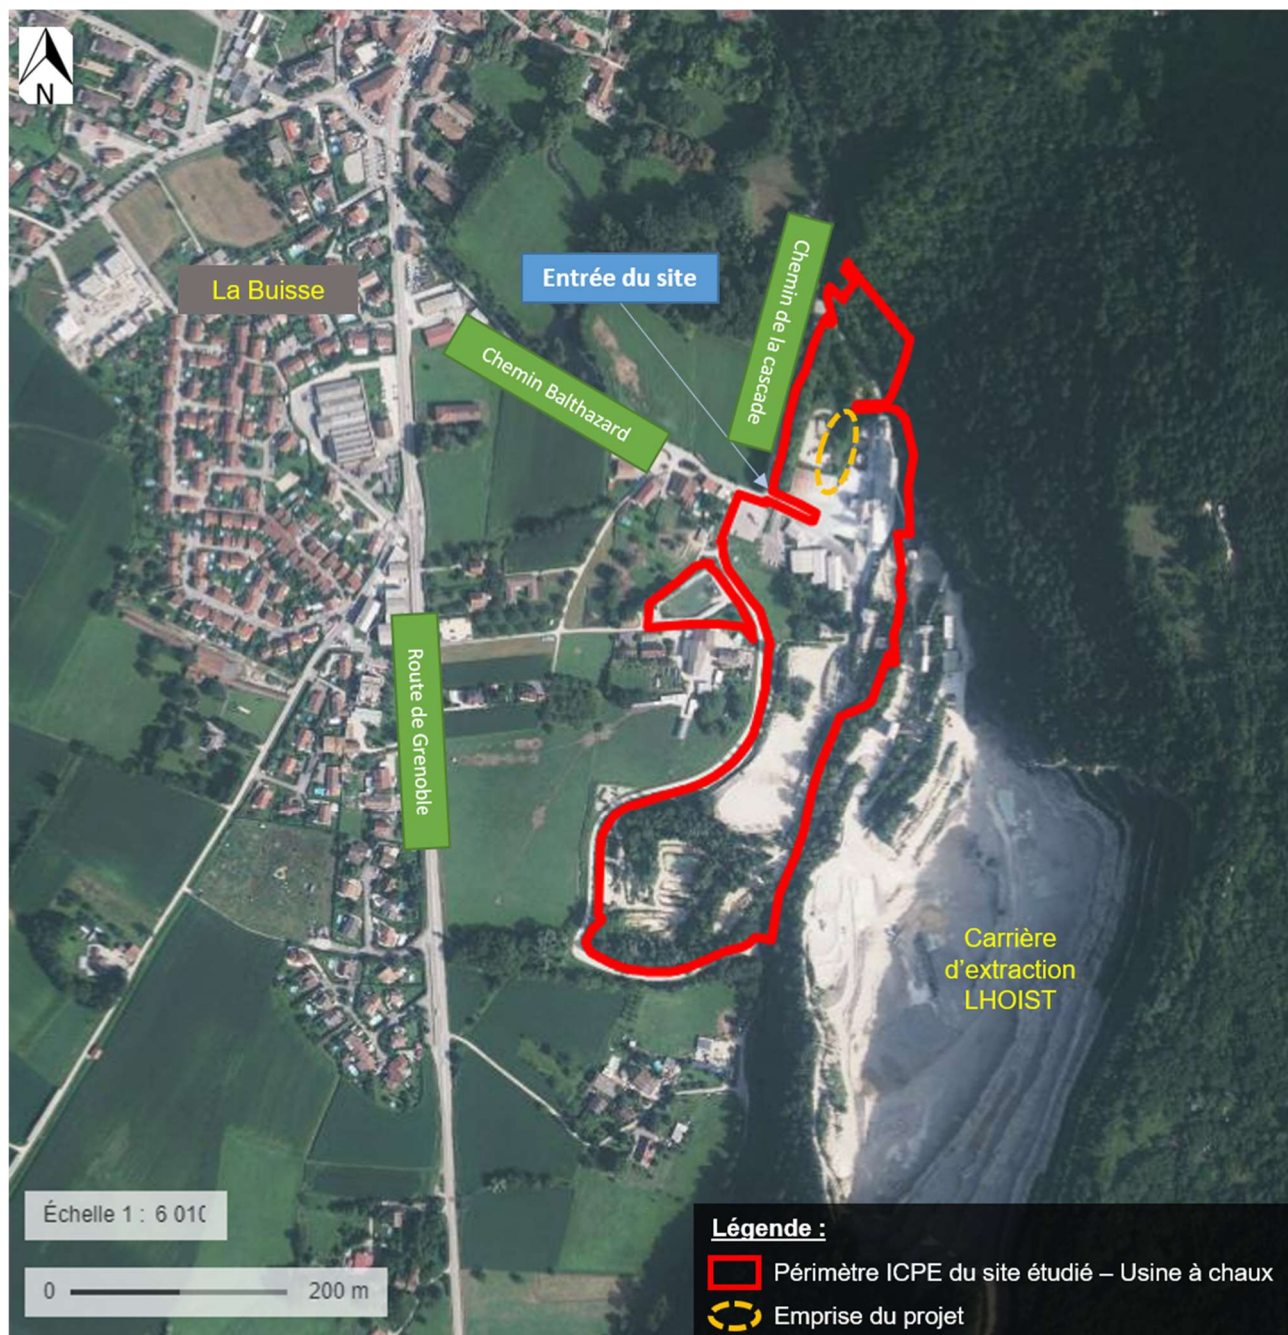 N
La Buisse
Entrée du site
Chemin de la cascade
Chemin Balthazard
Route de Grenoble
Carrière
d'extraction
LHOIST
Échelle 1 : 6 010
0
200 m
Légende :
Périmètre ICPE du site étudié – Usine à chaux
Emprise du projet